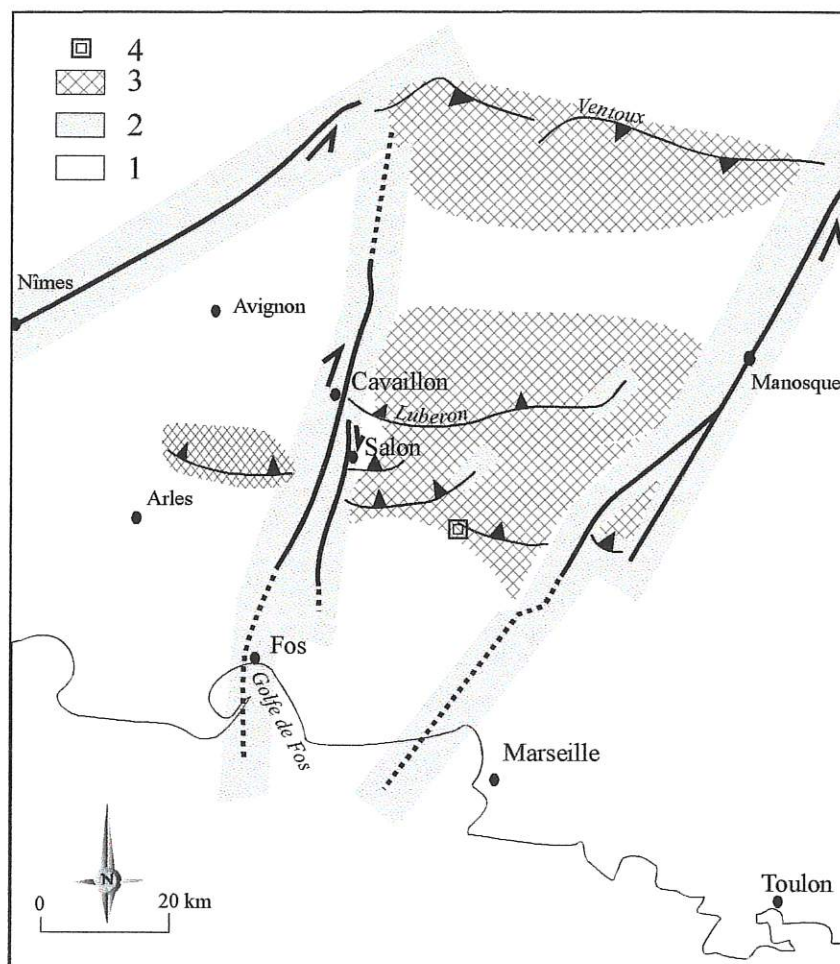 4
3
2
1
Ventoux
Nîmes
Avignon
Cavaillon
Manosque
Luberon
Salon
Arles
Fos
Golfe de Fos
Marseille
N
0 20 km
Toulon